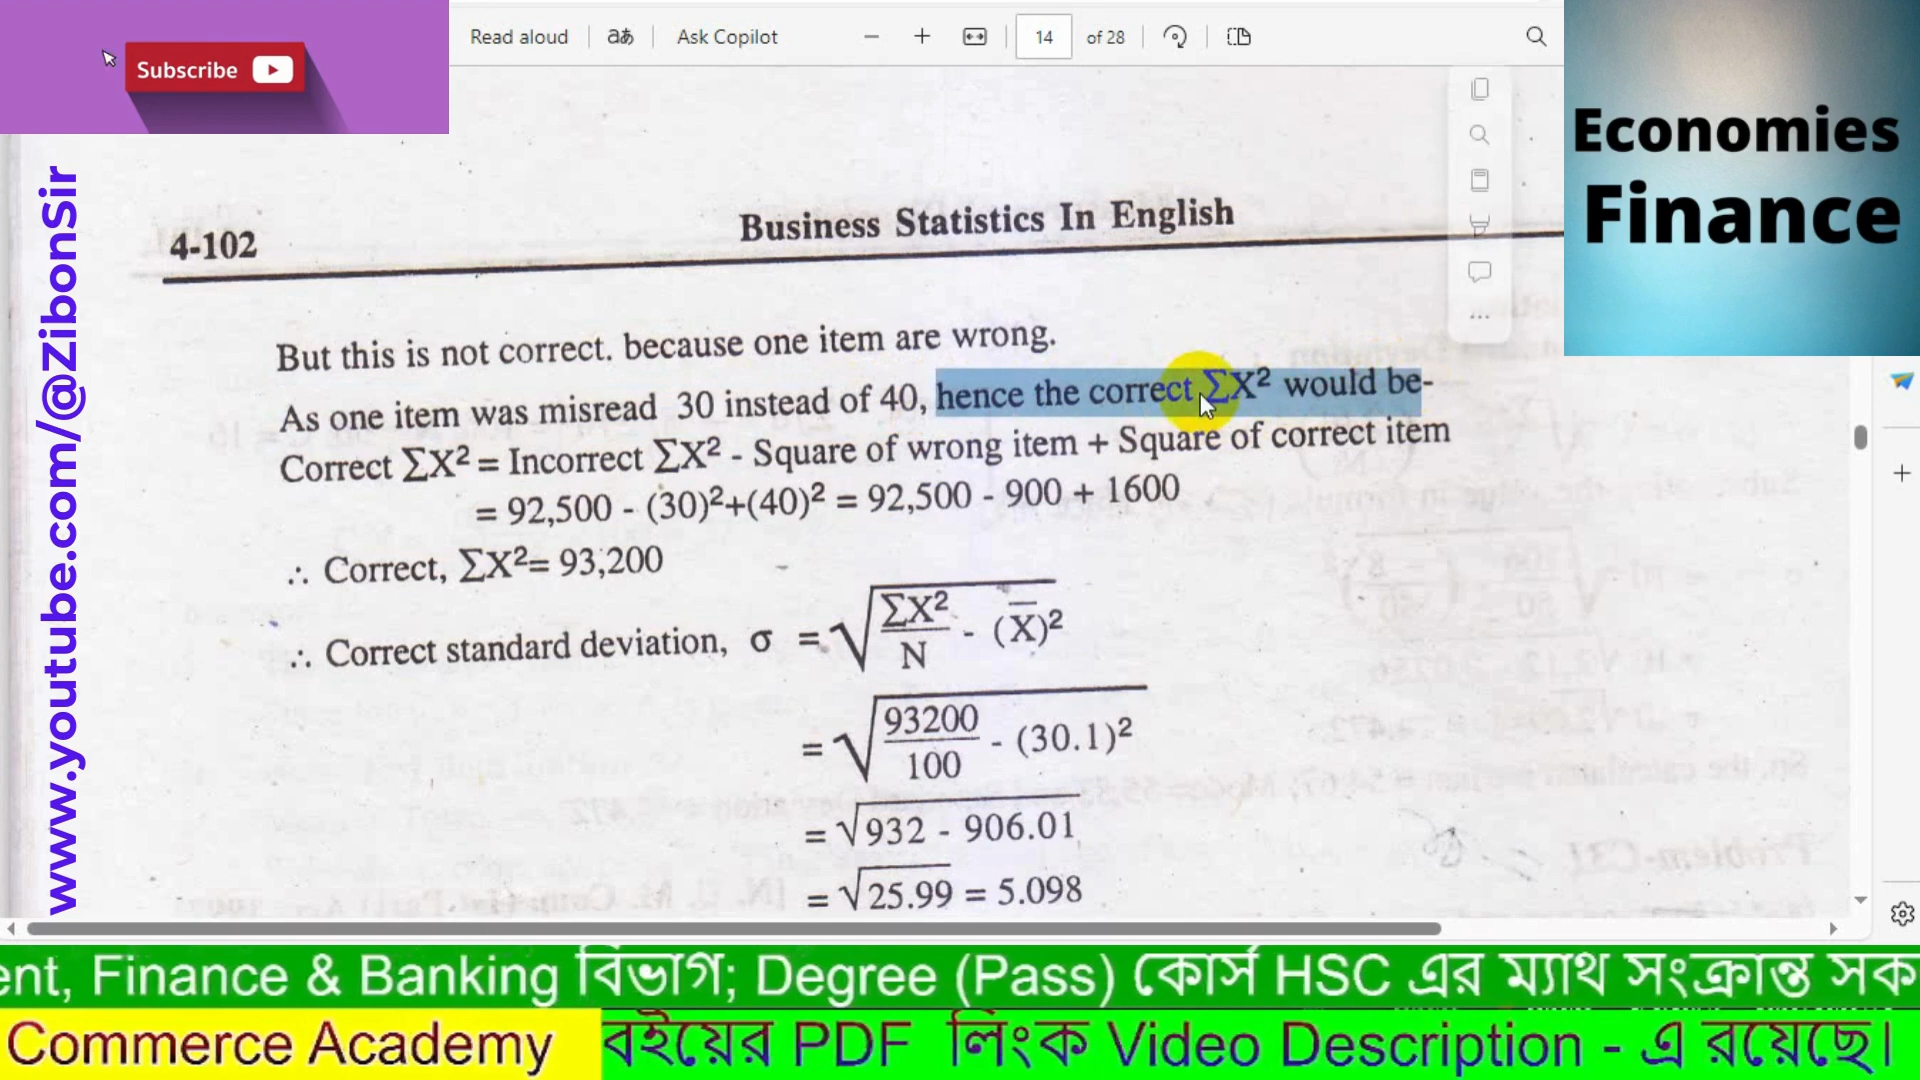 Subscribe
Read aloud
aあ
Ask Copilot
14 of 28
Economies
Finance
www.youtube.com/@ZibonSir
4-102
Business Statistics In English
But this is not correct. because one item are wrong.
As one item was misread 30 instead of 40, hence the correct ∑X² would be-
Correct ∑X² = Incorrect ∑X² - Square of wrong item + Square of correct item
= 92,500 - (30)²+(40)² = 92,500 - 900 + 1600
∴ Correct, ∑X²= 93,200
∴ Correct standard deviation, σ = √(∑X²/N - (X̄)²)
= √(93200/100 - (30.1)²)
= √932 - 906.01
= √25.99 = 5.098
ent, Finance & Banking বিভাগ; Degree (Pass) কোর্স HSC এর ম্যাথ সংক্রান্ত সক
Commerce Academy
বইয়ের PDF লিংক Video Description - এ রয়েছে।